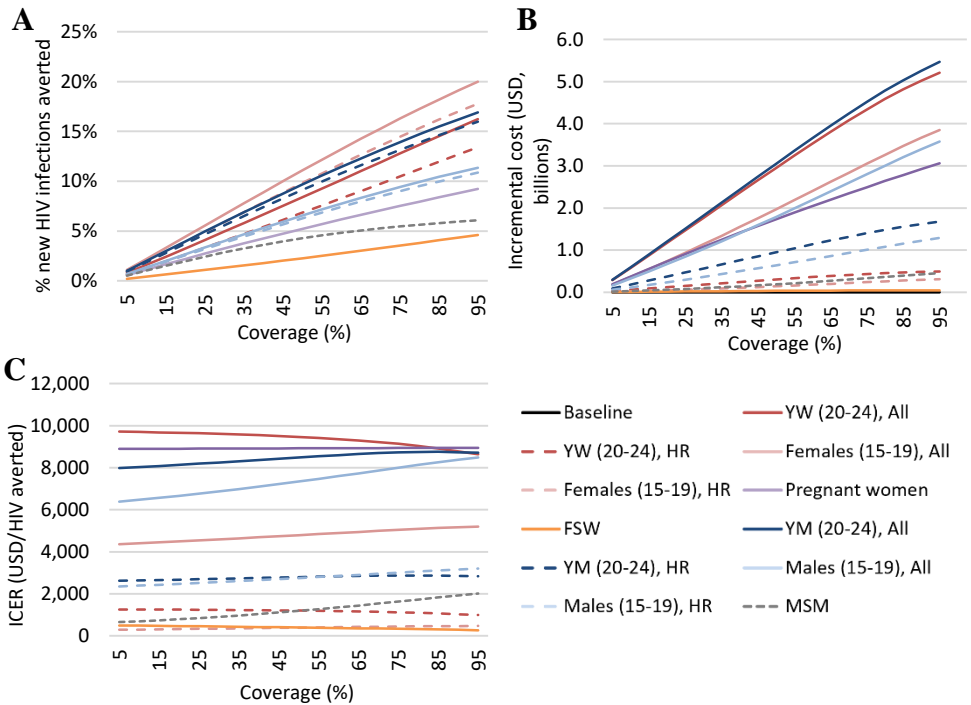 A
% new HIV infections averted
25%
20%
15%
10%
5%
0%
5 15 25 35 45 55 65 75 85 95
Coverage (%)
B
Incremental cost (USD,
billions)
6.0
5.0
4.0
3.0
2.0
1.0
0.0
5 15 25 35 45 55 65 75 85 95
Coverage (%)
C
ICER (USD/HIV averted)
12,000
10,000
8,000
6,000
4,000
2,000
0
5 15 25 35 45 55 65 75 85 95
Coverage (%)
Baseline
YW (20-24), All
YW (20-24), HR
Females (15-19), All
Females (15-19), HR
Pregnant women
FSW
YM (20-24), All
YM (20-24), HR
Males (15-19), All
Males (15-19), HR
MSM